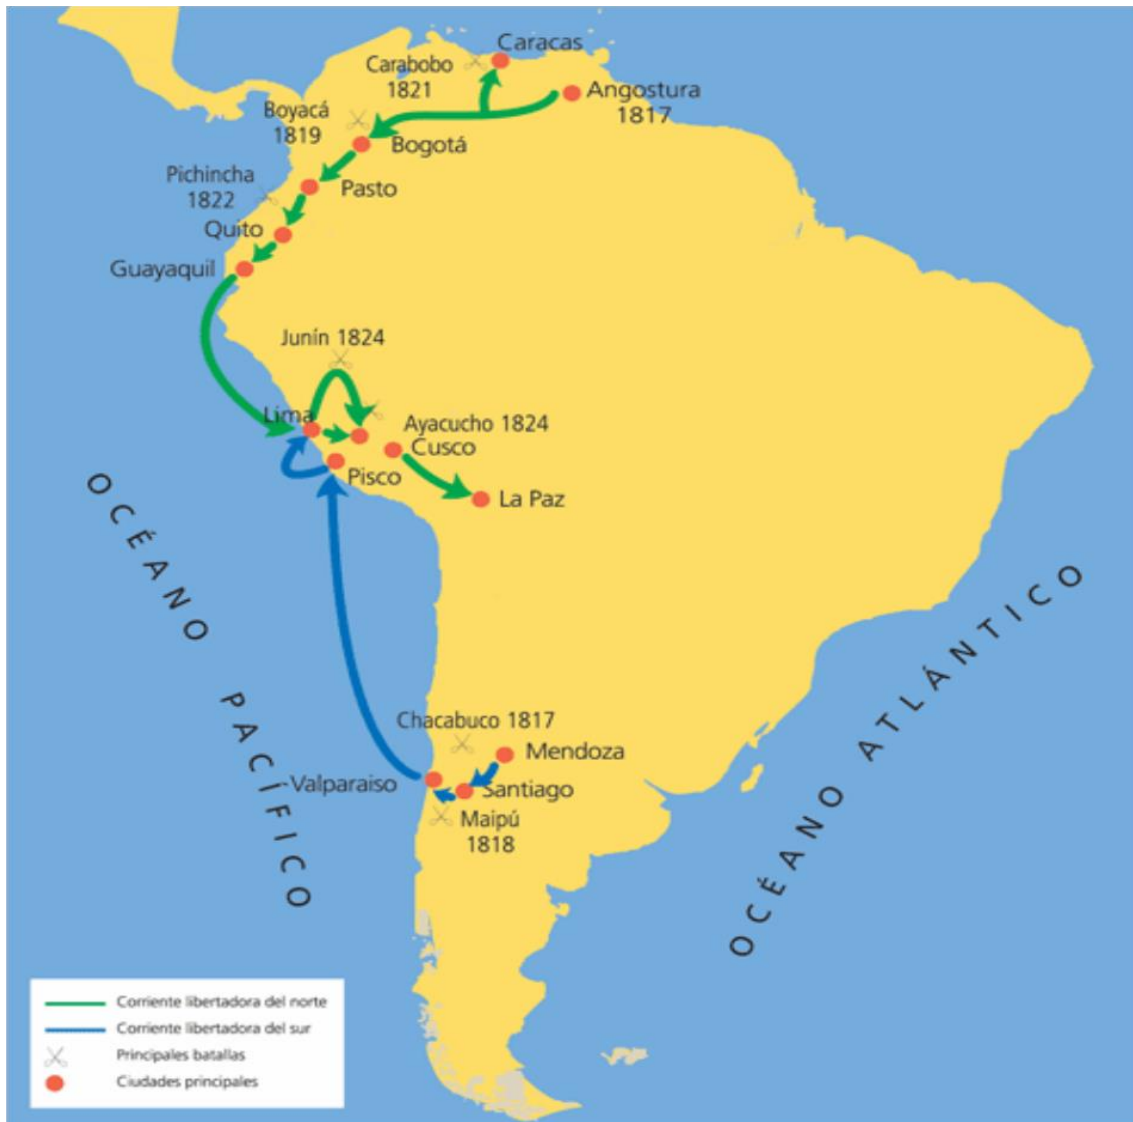 Caracas
Carabobo
1821
Angostura
1817
Boyacá
1819
Bogotá
Pichincha
1822
Pasto
Quito
Guayaquil
Junín 1824
Lima
Ayacucho 1824
Cusco
Pisco
La Paz
OCÉANO PACÍFICO
OCÉANO ATLÁNTICO
Chacabuco 1817
Mendoza
Valparaiso
Santiago
Maipú
1818
Corriente libertadora del norte
Corriente libertadora del sur
Principales batallas
Ciudades principales